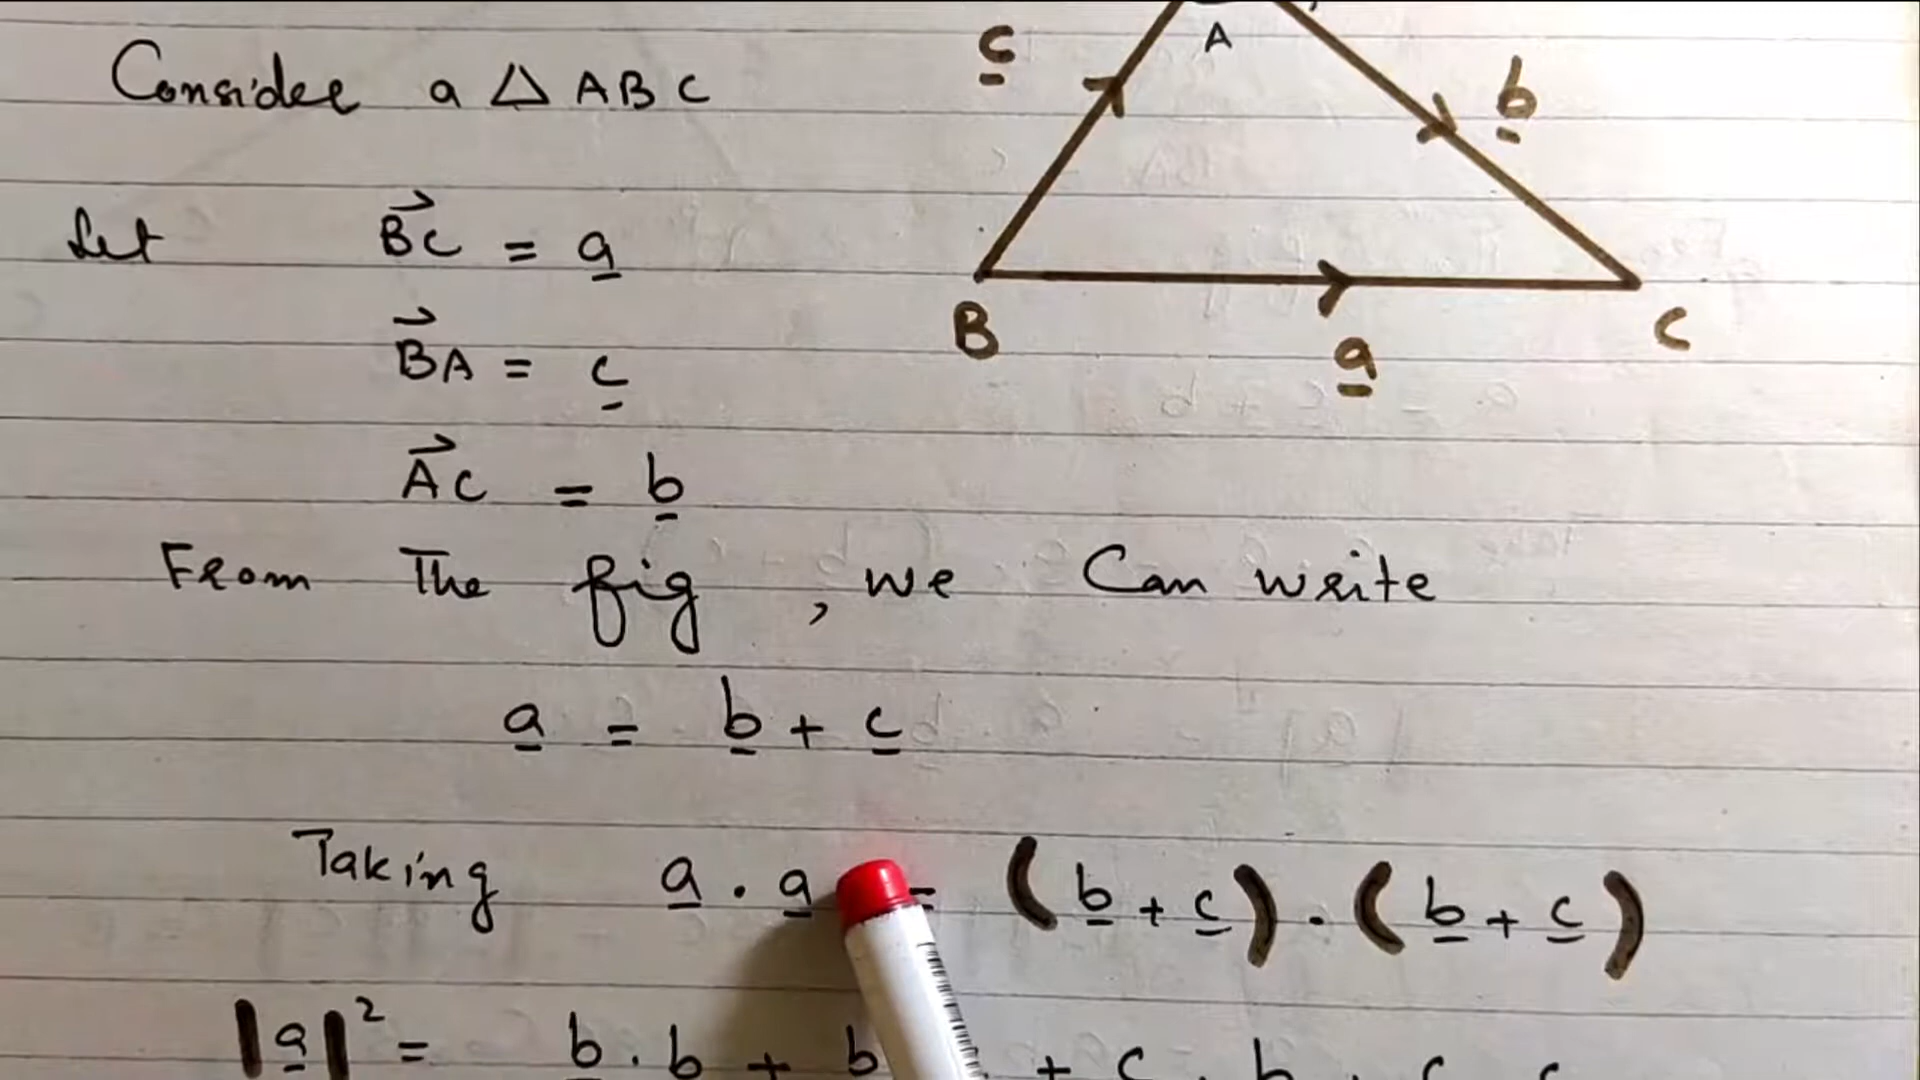 Consider a △ ABC
A
c
b
B
C
a
Let BC = a
BA = c
AC = b
From The fig, we Can write
a = b + c
Taking a . a = (b + c) . (b + c)
|a|² = b . b + b + c . b . c c